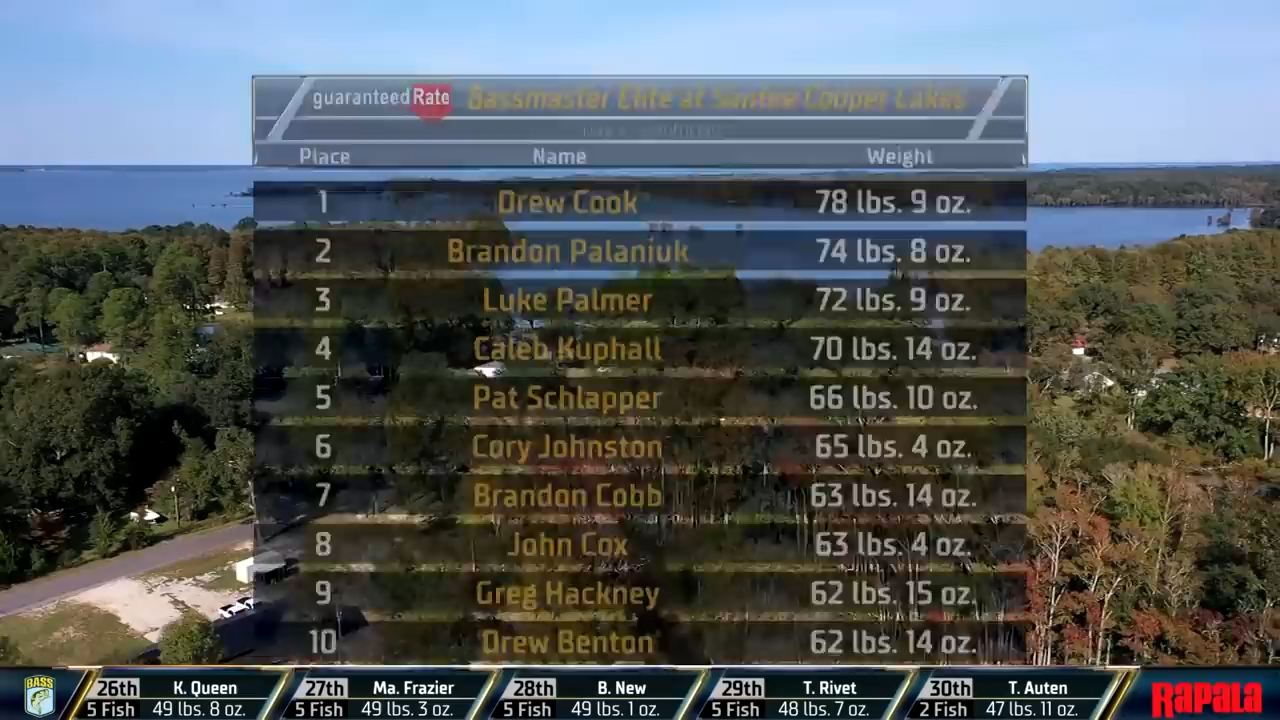 guaranteed Rate Bassmaster Elite at Santee Cooper Lakes
Place Name Weight
1 Drew Cook 78 lbs. 9 oz.
2 Brandon Palaniuk 74 lbs. 8 oz.
3 Luke Palmer 72 lbs. 9 oz.
4 Caleb Kuphall 70 lbs. 14 oz.
5 Pat Schlapper 66 lbs. 10 oz.
6 Cory Johnston 65 lbs. 4 oz.
7 Brandon Cobb 63 lbs. 14 oz.
8 John Cox 63 lbs. 4 oz.
9 Greg Hackney 62 lbs. 15 oz.
10 Drew Benton 62 lbs. 14 oz.
BASS
26th K. Queen
5 Fish 49 lbs. 8 oz.
27th Ma. Frazier
5 Fish 49 lbs. 3 oz.
28th B. New
5 Fish 49 lbs. 1 oz.
29th T. Rivet
5 Fish 48 lbs. 7 oz.
30th T. Auten
2 Fish 47 lbs. 11 oz.
RAPALA